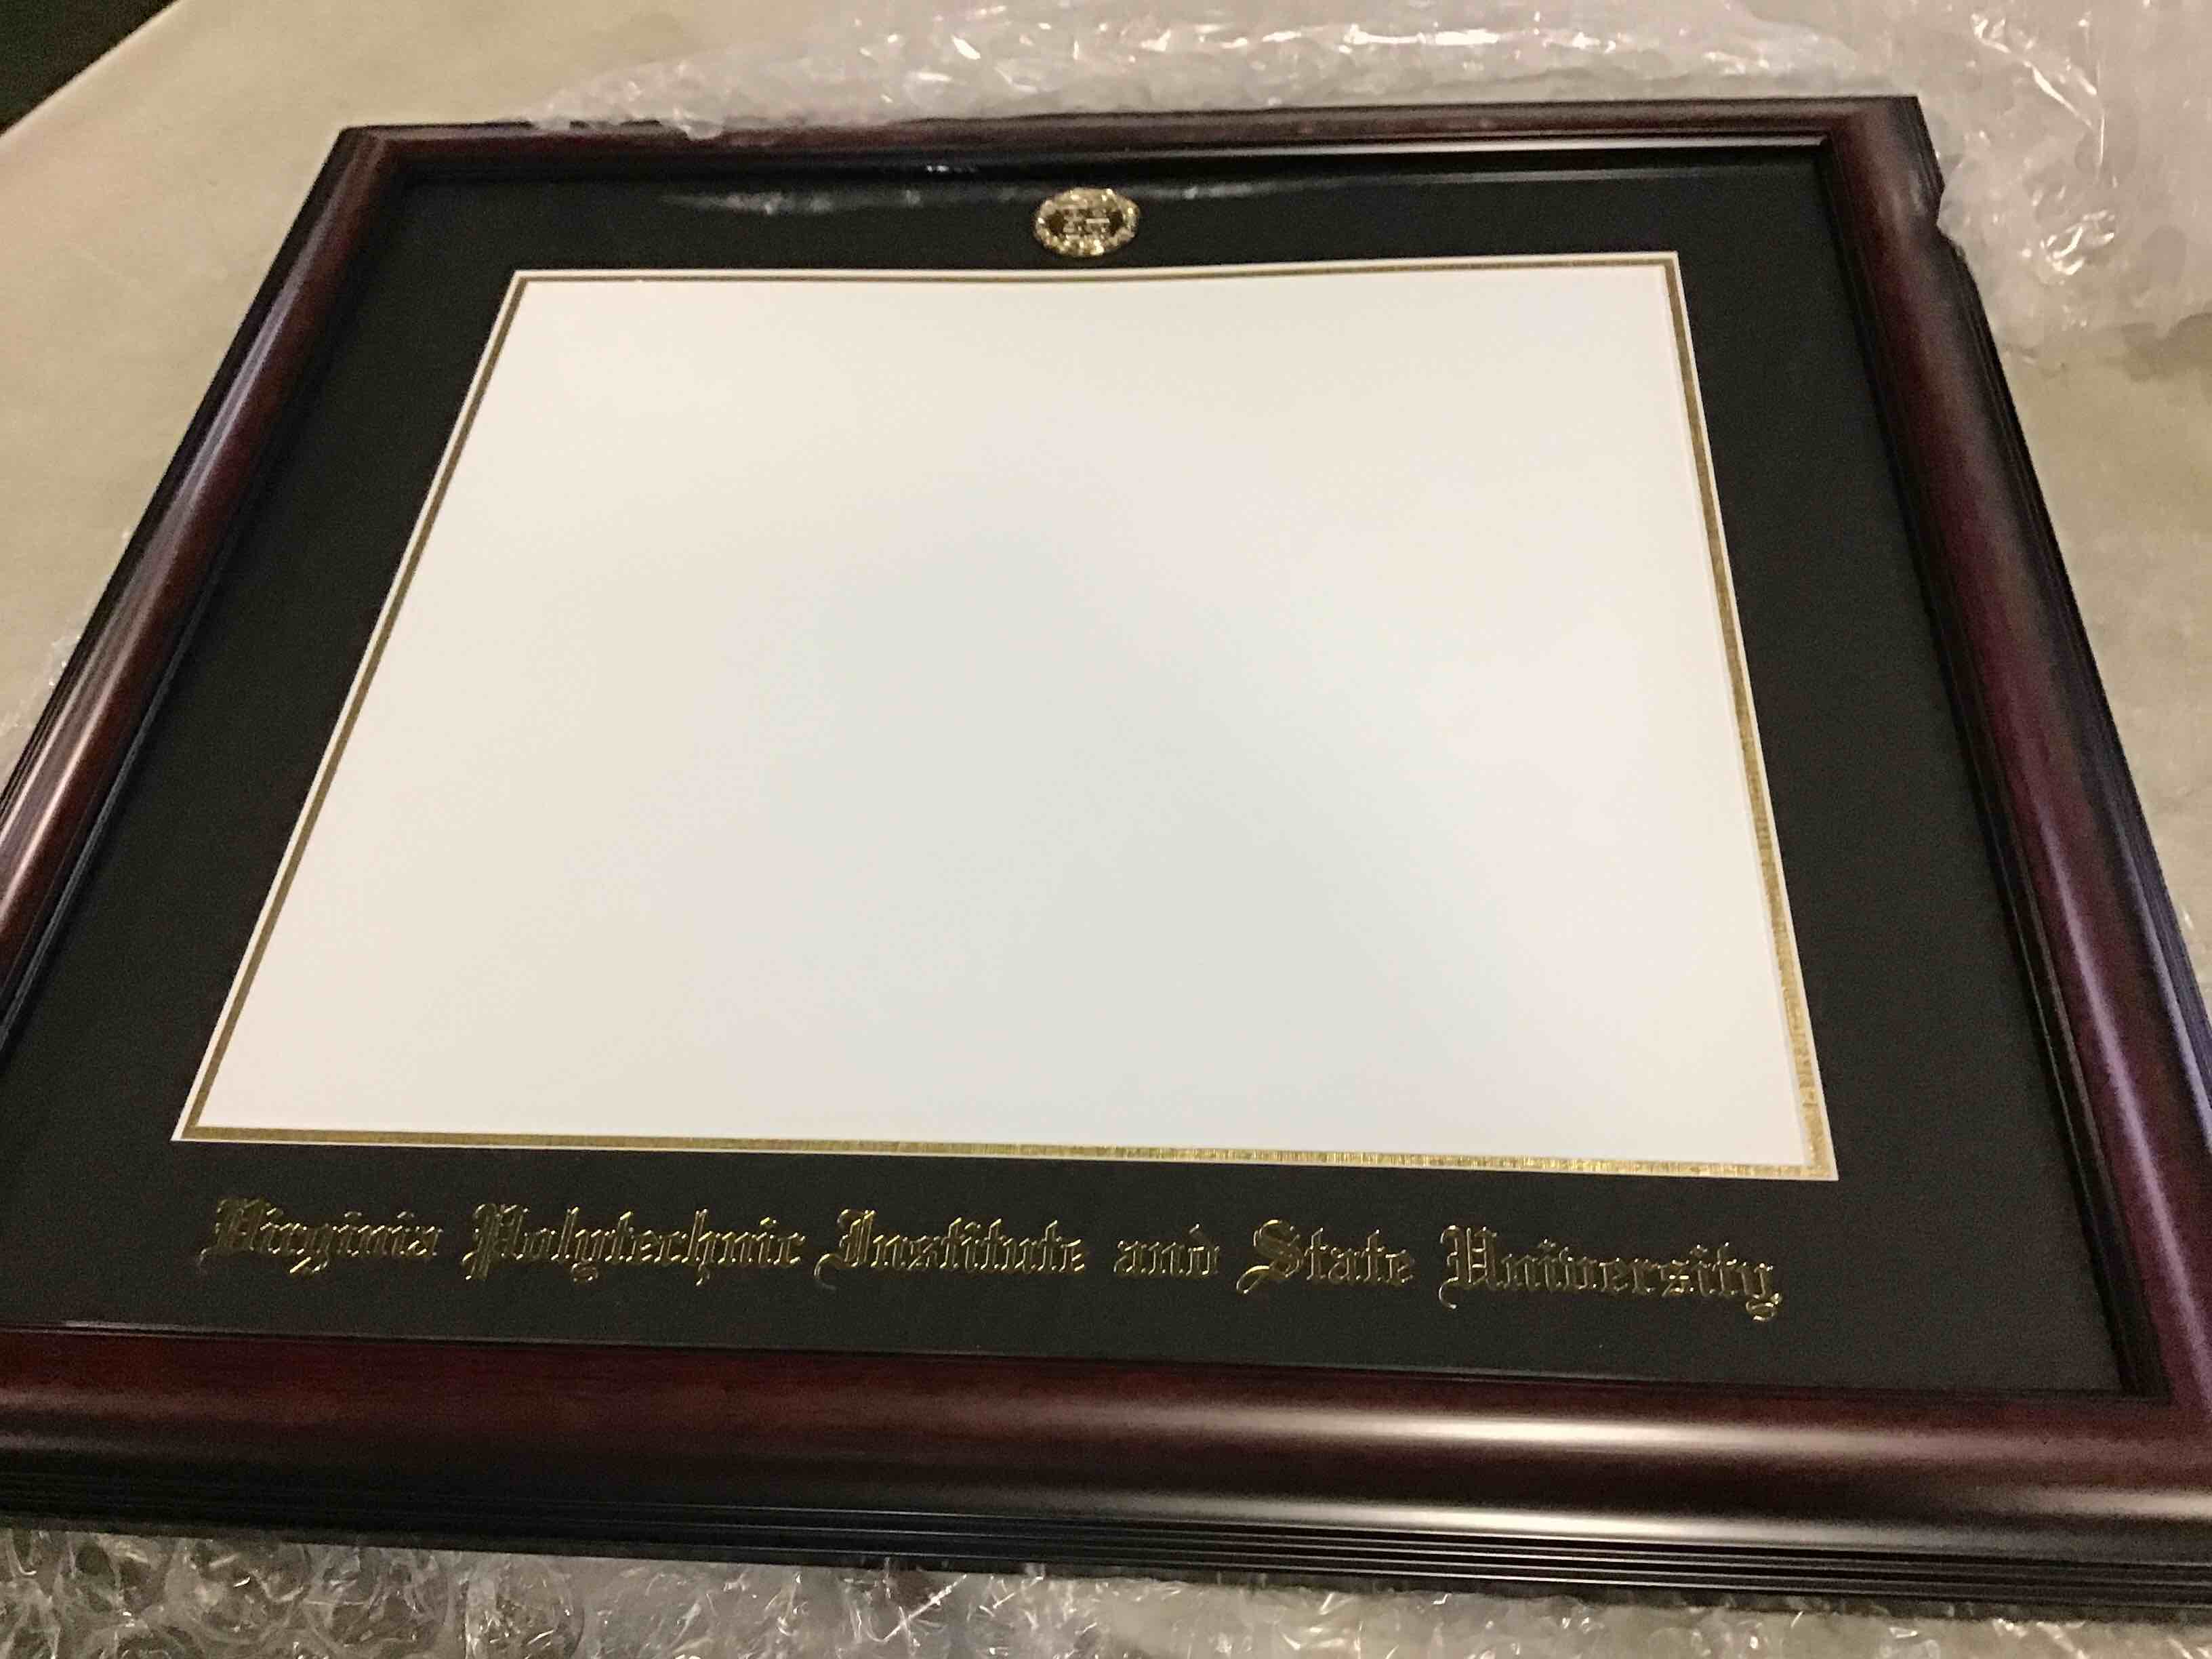 Virginia Polytechnic Institute and State University